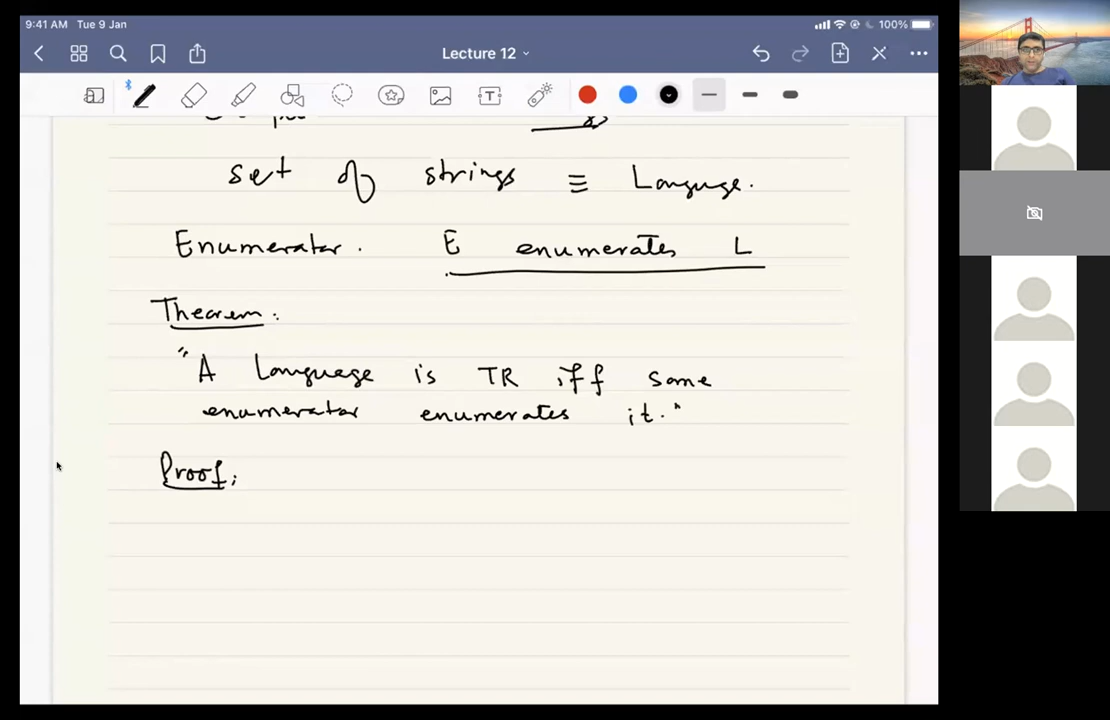 9:41 AM Tue 9 Jan 100%
Lecture 12
set of strings ≡ Language.
Enumerator. E enumerates L
Theorem:
"A Language is TR iff some
enumerator enumerates it."
Proof: